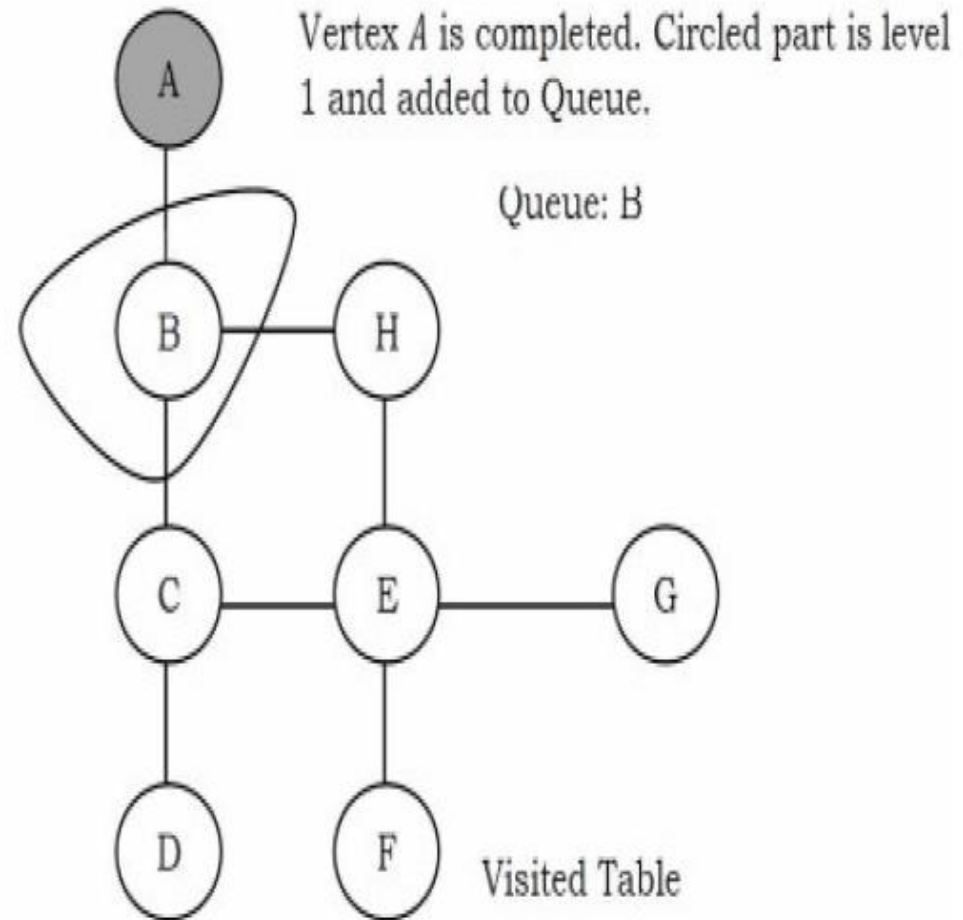 A
Vertex A is completed. Circled part is level
1 and added to Queue.
Queue: B
B
H
C
E
G
D
F
Visited Table